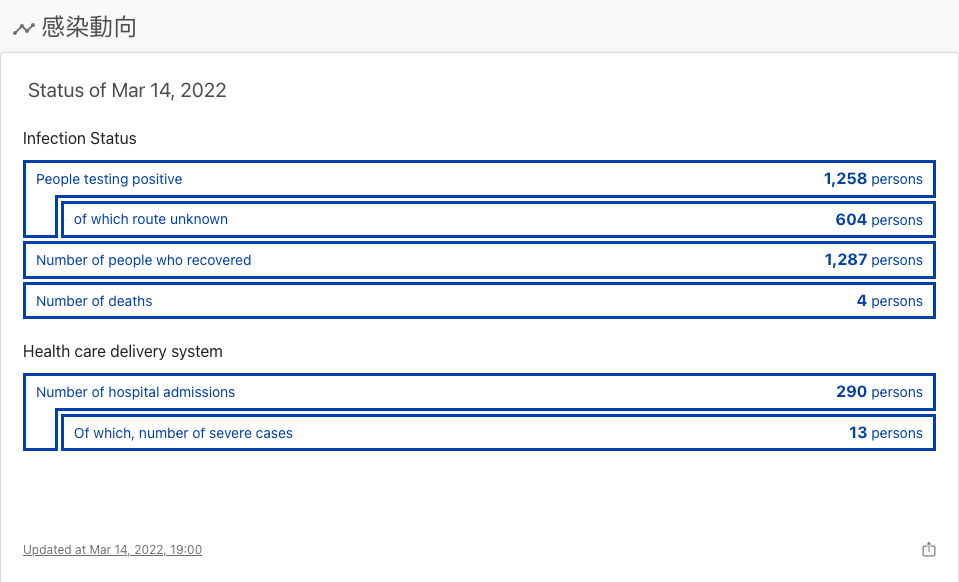 感染動向
Status of Mar 14, 2022
Infection Status
People testing positive 1,258 persons
of which route unknown 604 persons
Number of people who recovered 1,287 persons
Number of deaths 4 persons
Health care delivery system
Number of hospital admissions 290 persons
Of which, number of severe cases 13 persons
Updated at Mar 14, 2022, 19:00